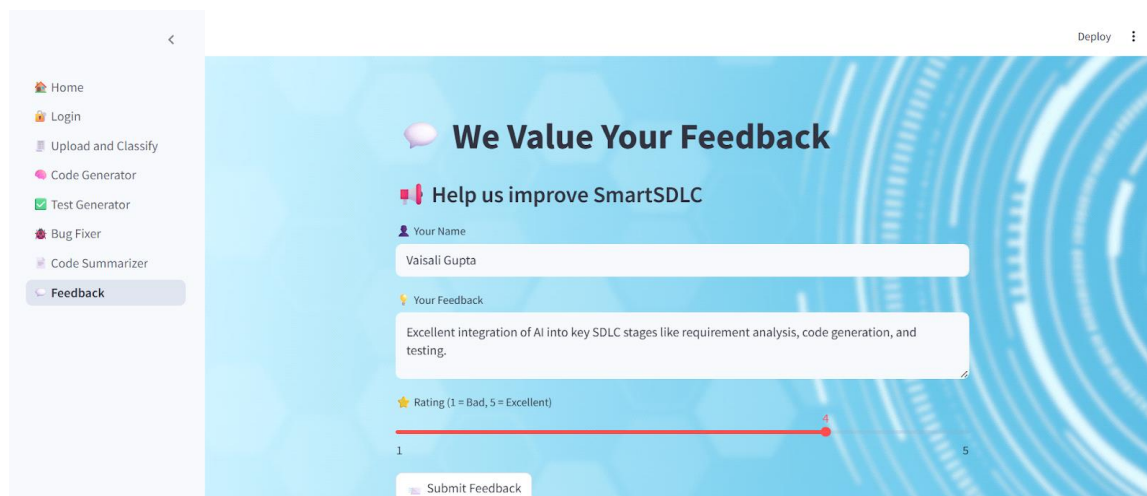 Deploy
Home
Login
Upload and Classify
Code Generator
Test Generator
Bug Fixer
Code Summarizer
Feedback
We Value Your Feedback
Help us improve SmartSDLC
Your Name
Vaisali Gupta
Your Feedback
Excellent integration of AI into key SDLC stages like requirement analysis, code generation, and
testing.
Rating (1 = Bad, 5 = Excellent)
4
1 5
Submit Feedback